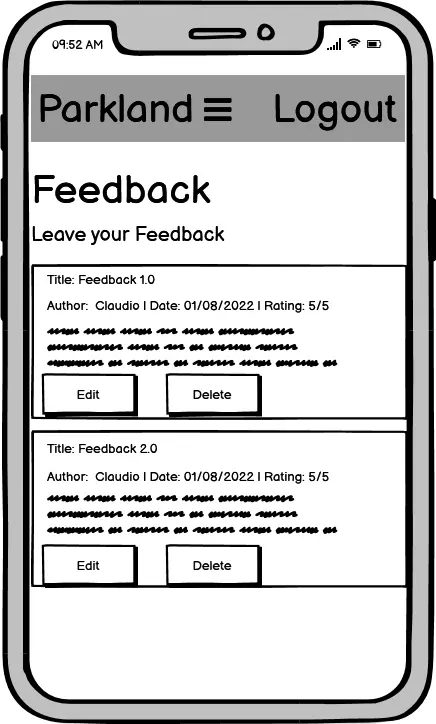 09:52 AM
Parkland Logout
Feedback
Leave your Feedback
Title: Feedback 1.0
Author: Claudio | Date: 01/08/2022 | Rating: 5/5
Edit Delete
Title: Feedback 2.0
Author: Claudio | Date: 01/08/2022 | Rating: 5/5
Edit Delete